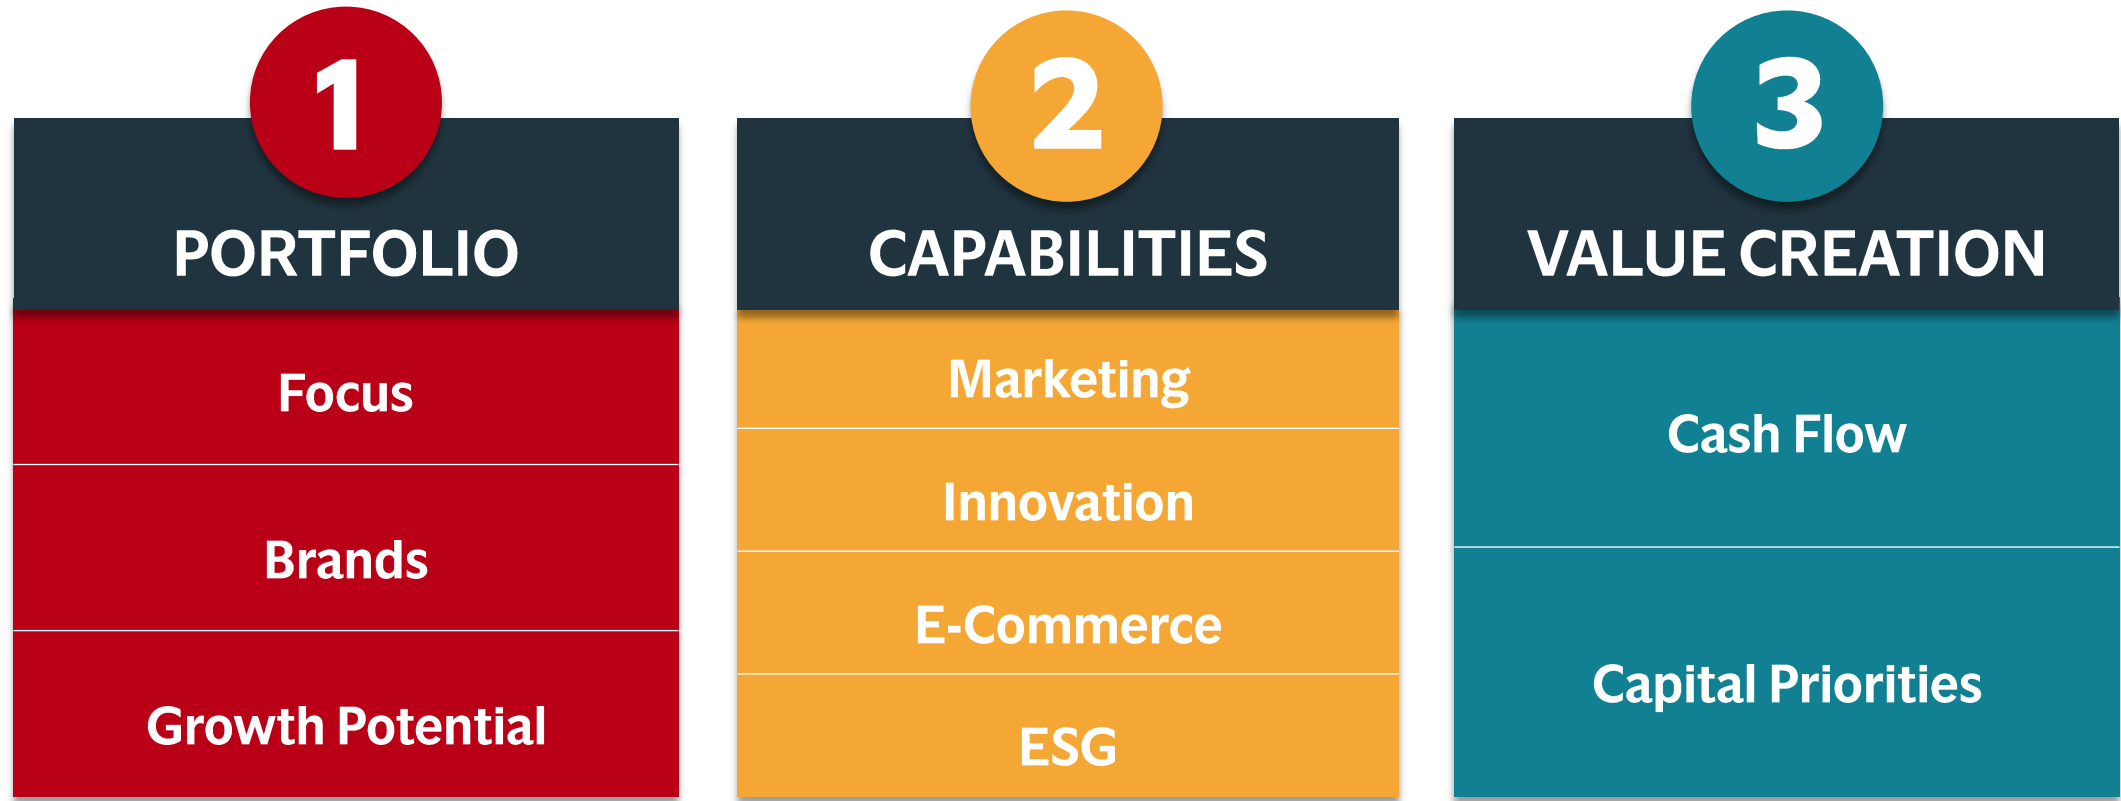 1
PORTFOLIO
Focus
Brands
Growth Potential
2
CAPABILITIES
Marketing
Innovation
E-Commerce
ESG
3
VALUE CREATION
Cash Flow
Capital Priorities